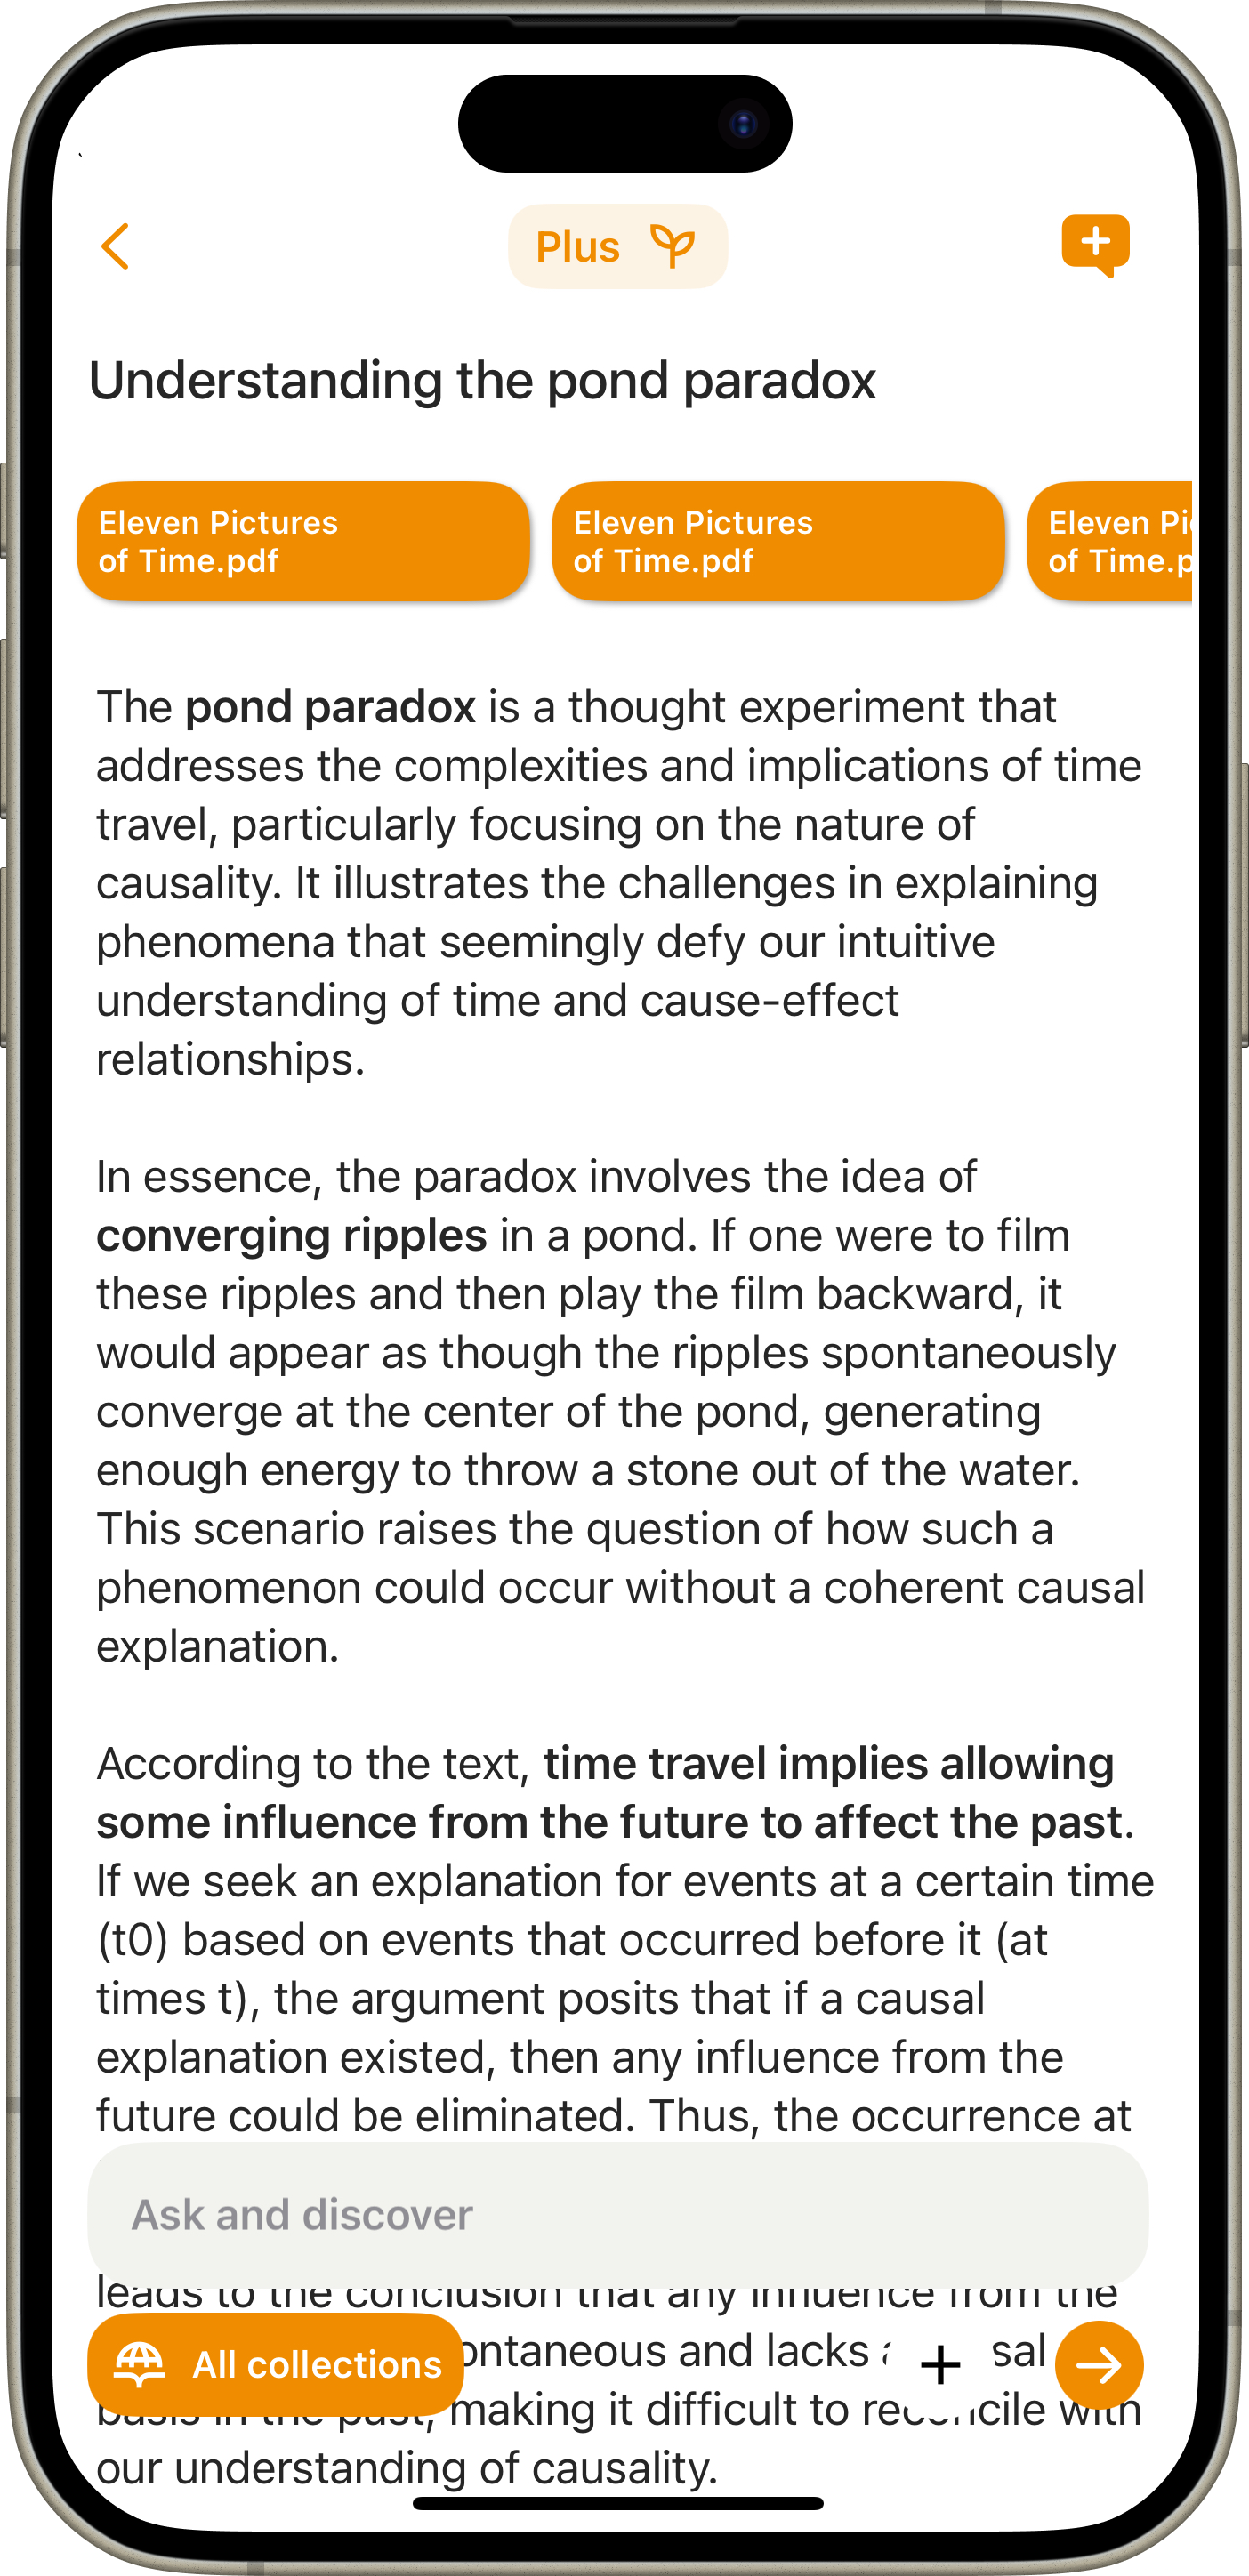 Plus
Understanding the pond paradox
Eleven Pictures
of Time.pdf
Eleven Pictures
of Time.pdf
Eleven Pi
of Time.p
The pond paradox is a thought experiment that
addresses the complexities and implications of time
travel, particularly focusing on the nature of
causality. It illustrates the challenges in explaining
phenomena that seemingly defy our intuitive
understanding of time and cause-effect
relationships.
In essence, the paradox involves the idea of
converging ripples in a pond. If one were to film
these ripples and then play the film backward, it
would appear as though the ripples spontaneously
converge at the center of the pond, generating
enough energy to throw a stone out of the water.
This scenario raises the question of how such a
phenomenon could occur without a coherent causal
explanation.
According to the text, time travel implies allowing
some influence from the future to affect the past.
If we seek an explanation for events at a certain time
(t0) based on events that occurred before it (at
times t), the argument posits that if a causal
explanation existed, then any influence from the
future could be eliminated. Thus, the occurrence at
Ask and discover
leads to the conclusion that any influence from the
All collections
ontaneous and lacks sal
basis in the past, making it difficult to reconcile with
our understanding of causality.